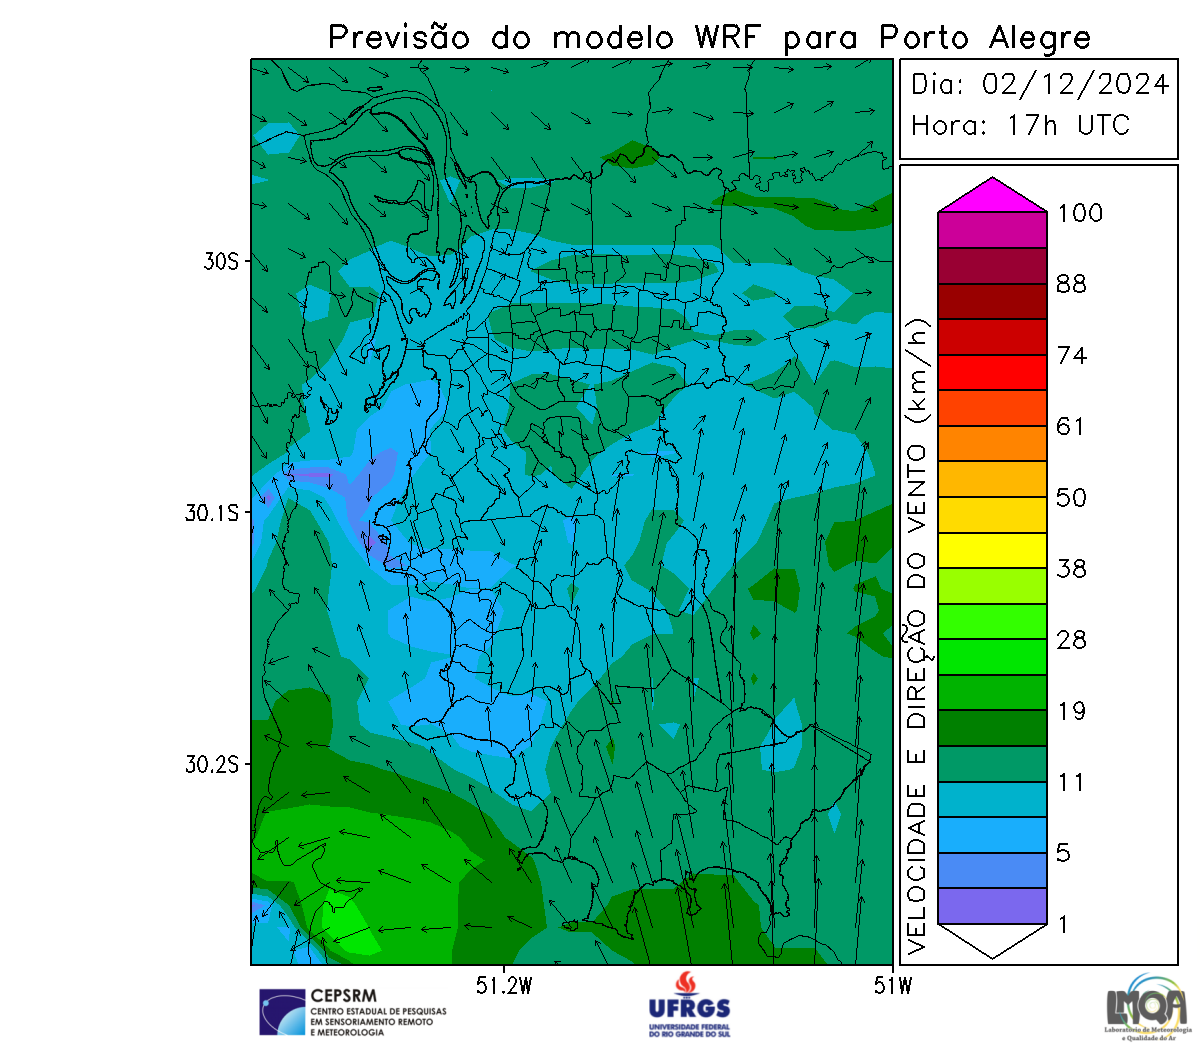 Previsão do modelo WRF para Porto Alegre
Dia: 02/12/2024
Hora: 17h UTC
30S
30.1S
30.2S
51.2W
51W
VELOCIDADE E DIREÇÃO DO VENTO (km/h)
100
88
74
61
50
38
28
19
11
5
1
CEPSRM
CENTRO ESTADUAL DE PESQUISAS
EM SENSORIAMENTO REMOTO
E METEOROLOGIA
UFRGS
UNIVERSIDADE FEDERAL
DO RIO GRANDE DO SUL
LMQA
Laboratório de Meteorologia
e Qualidade do Ar